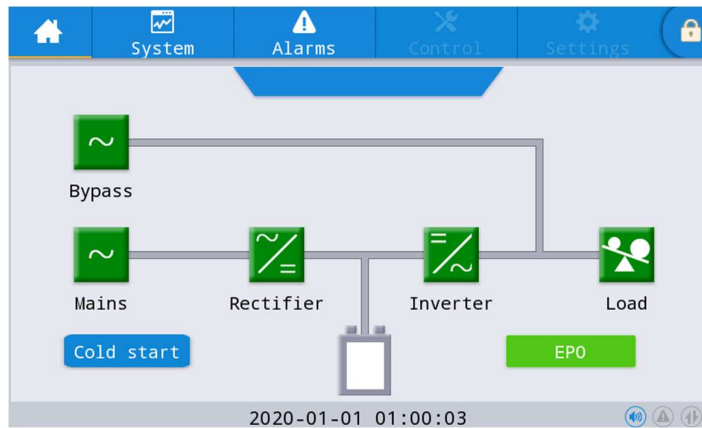 System Alarms Control Settings
Bypass
Mains Rectifier Inverter Load
Cold start EPO
2020-01-01 01:00:03